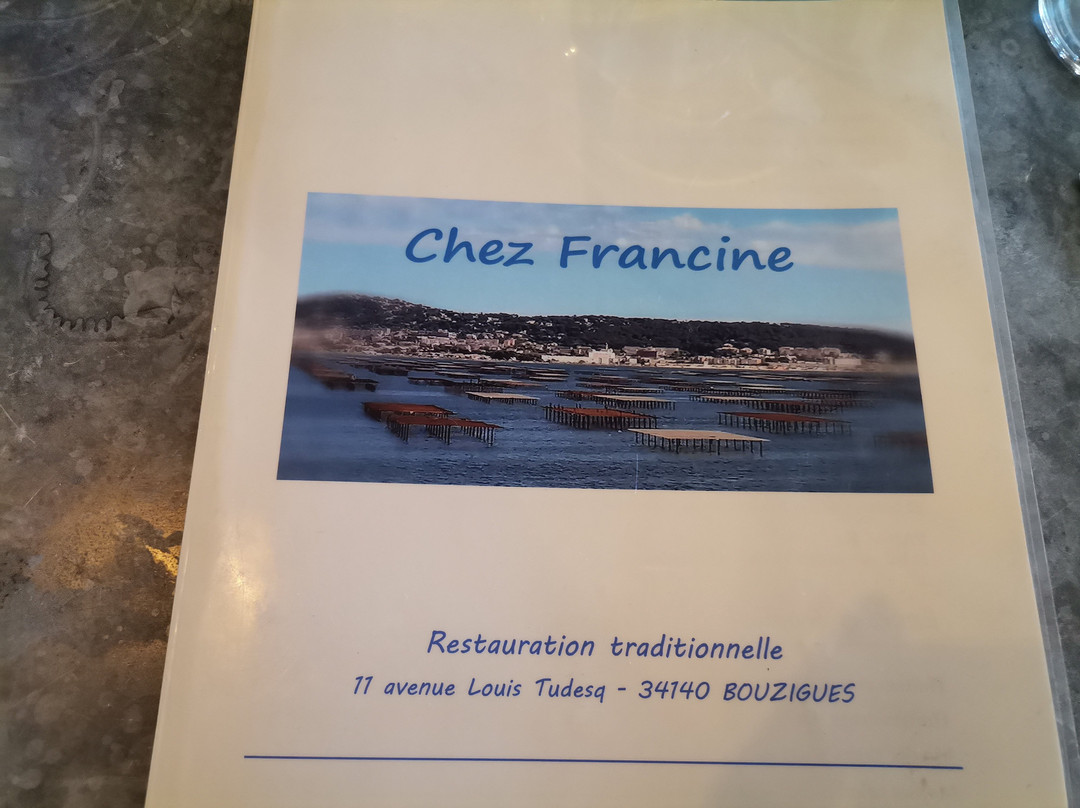 Chez Francine
Restauration traditionnelle
11 avenue Louis Tudesq - 34140 BOUZIGUES